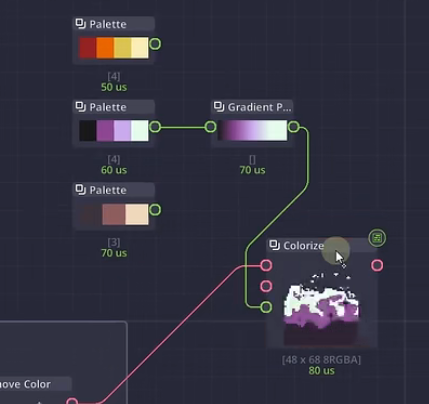 Palette
[4]
50 us
Palette
Gradient P...
[4]
60 us
[]
70 us
Palette
[3]
70 us
Colorize
[48 x 68 8RGBA]
80 us
ove Color